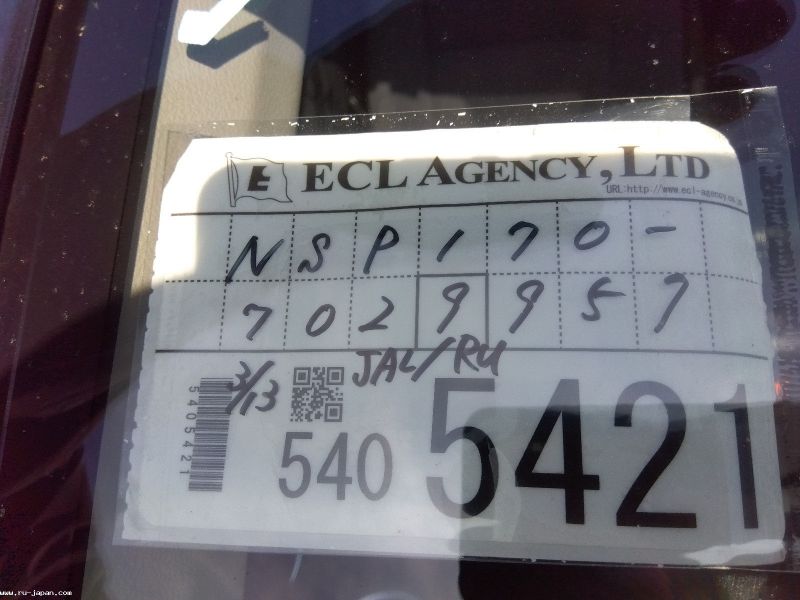 E ECL AGENCY, LTD
URL:http://www.ecl-agency.co.jp
NSP170-
7029957
3/13 JAL/RU
5405421
540 5421
www.ru-japan.com